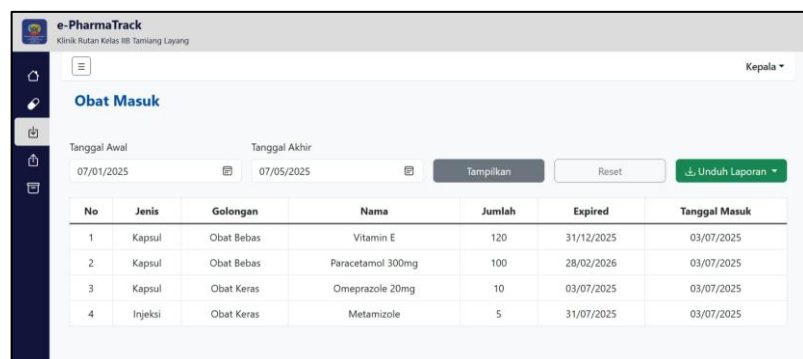 e-PharmaTrack
Klinik Rutan Kelas IIB Tamiang Layang
Kepala
Obat Masuk
Tanggal Awal Tanggal Akhir
07/01/2025 07/05/2025 Tampilkan Reset Unduh Laporan
No Jenis Golongan Nama Jumlah Expired Tanggal Masuk
1 Kapsul Obat Bebas Vitamin E 120 31/12/2025 03/07/2025
2 Kapsul Obat Bebas Paracetamol 300mg 100 28/02/2026 03/07/2025
3 Kapsul Obat Keras Omeprazole 20mg 10 03/07/2025 03/07/2025
4 Injeksi Obat Keras Metamizole 5 31/07/2025 03/07/2025